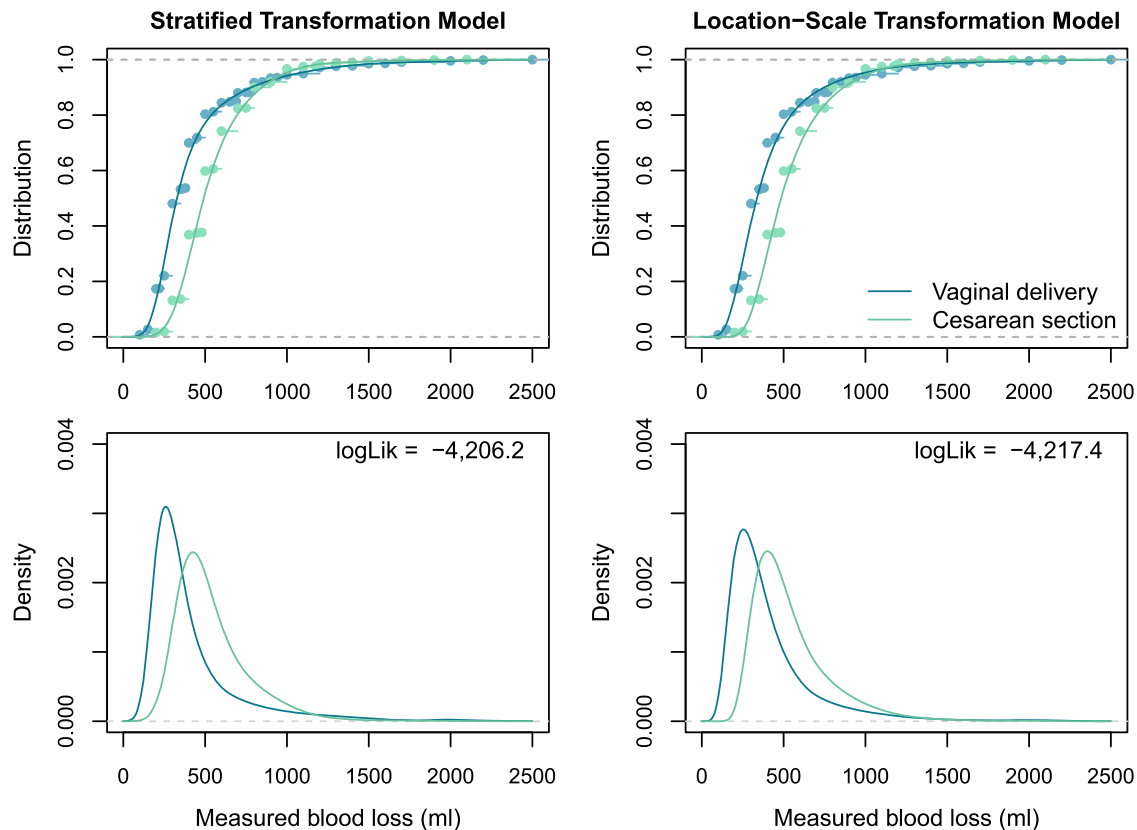 Stratified Transformation Model
Location−Scale Transformation Model
Distribution
0.0 0.2 0.4 0.6 0.8 1.0
0 500 1000 1500 2000 2500
Distribution
0.0 0.2 0.4 0.6 0.8 1.0
Vaginal delivery
Cesarean section
0 500 1000 1500 2000 2500
Density
0.000 0.002 0.004
logLik = −4,206.2
0 500 1000 1500 2000 2500
Measured blood loss (ml)
Density
0.000 0.002 0.004
logLik = −4,217.4
0 500 1000 1500 2000 2500
Measured blood loss (ml)